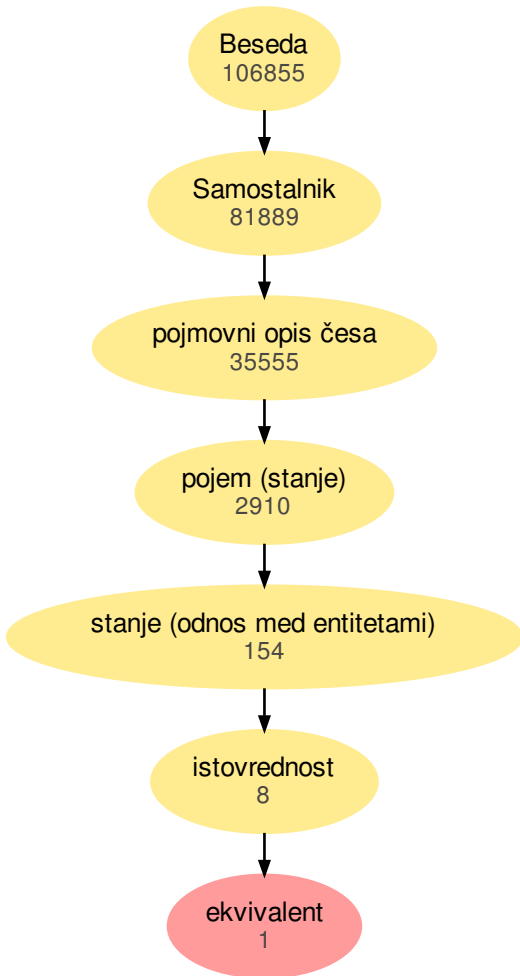 Beseda
106855
Samostalnik
81889
pojmovni opis česa
35555
pojem (stanje)
2910
stanje (odnos med entitetami)
154
istovrednost
8
ekvivalent
1